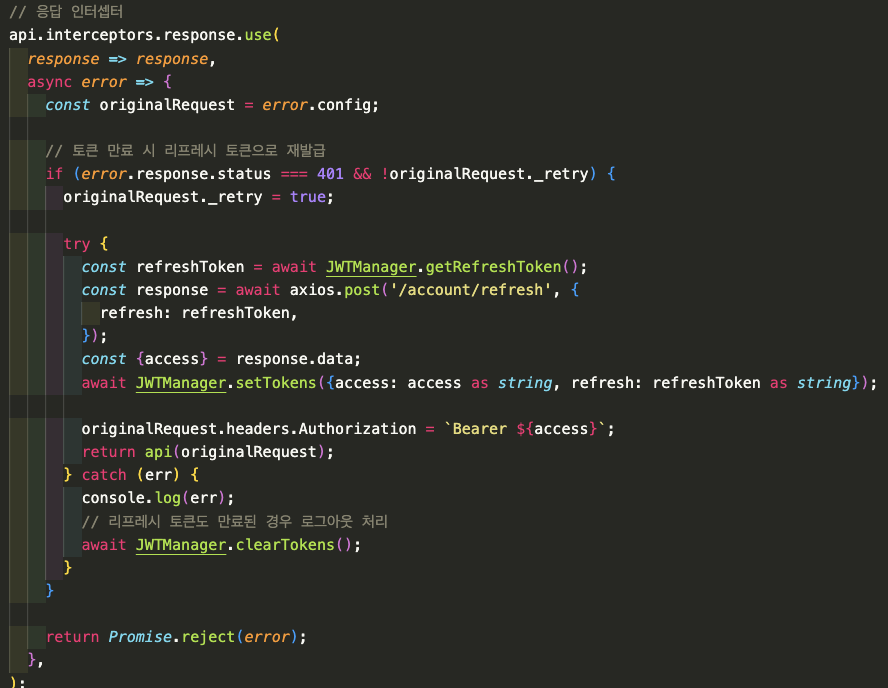 // 응답 인터셉터
api.interceptors.response.use(
  response => response,
  async error => {
    const originalRequest = error.config;

    // 토큰 만료 시 리프레시 토큰으로 재발급
    if (error.response.status === 401 && !originalRequest._retry) {
      originalRequest._retry = true;

      try {
        const refreshToken = await JWTManager.getRefreshToken();
        const response = await axios.post('/account/refresh', {
          refresh: refreshToken,
        });
        const {access} = response.data;
        await JWTManager.setTokens({access: access as string, refresh: refreshToken as string});

        originalRequest.headers.Authorization = `Bearer ${access}`;
        return api(originalRequest);
      } catch (err) {
        console.log(err);
        // 리프레시 토큰도 만료된 경우 로그아웃 처리
        await JWTManager.clearTokens();
      }
    }

    return Promise.reject(error);
  },
);